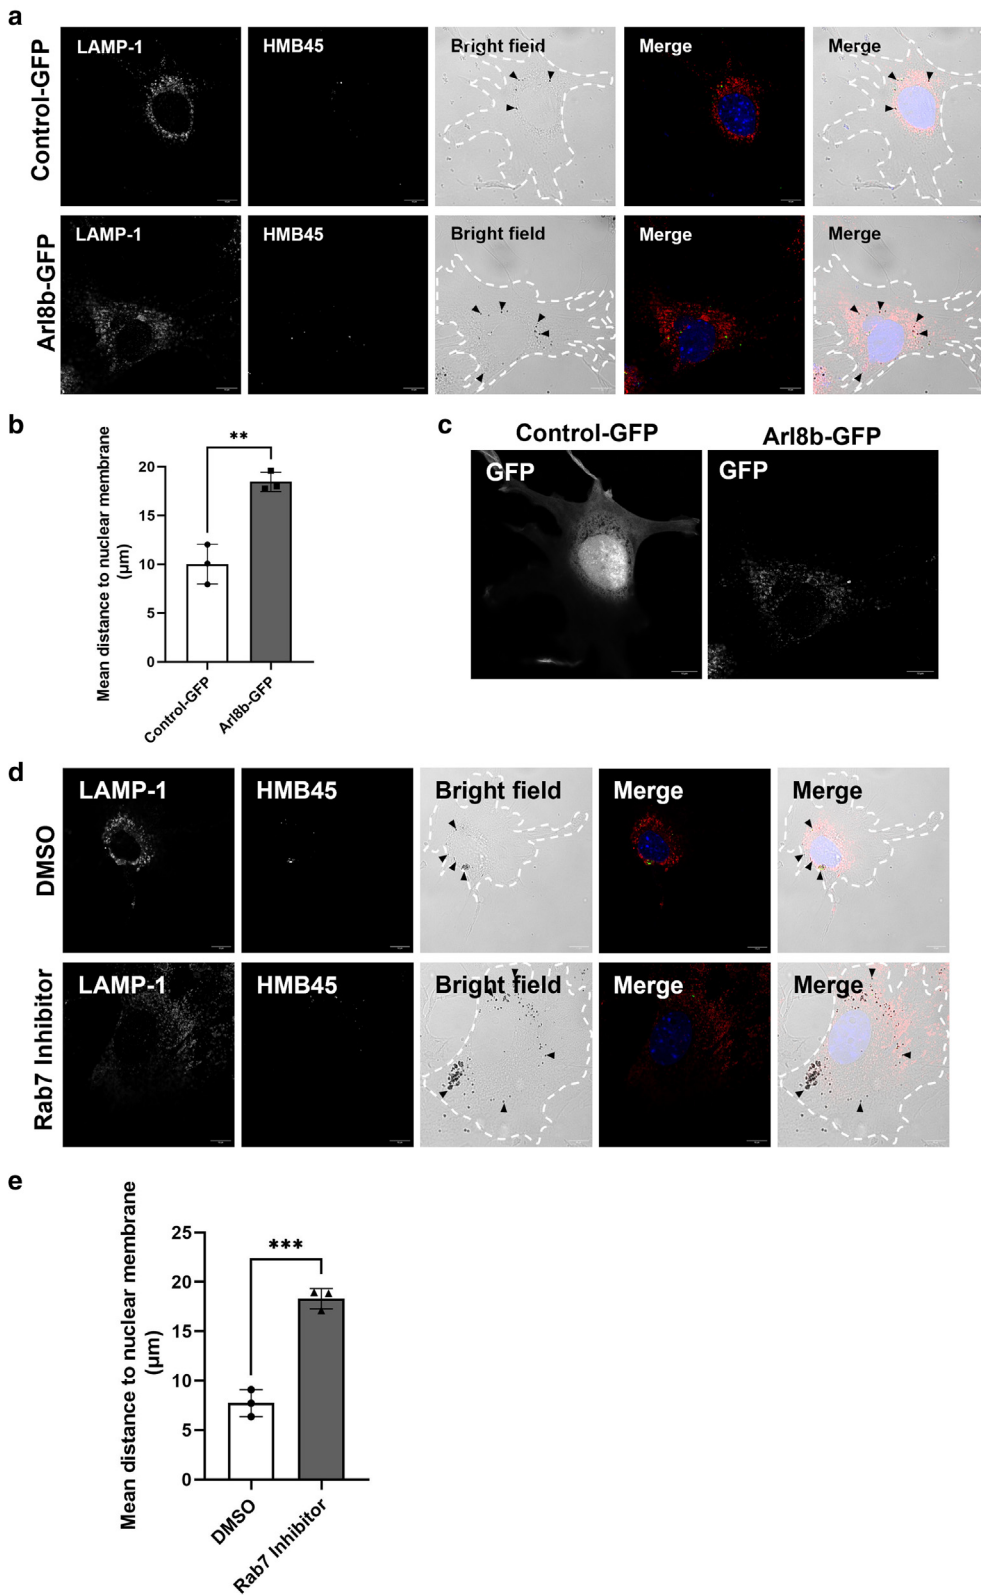 a
LAMP-1 HMB45 Bright field Merge Merge
Control-GFP
LAMP-1 HMB45 Bright field Merge Merge
Arl8b-GFP
b
Mean distance to nuclear membrane
(µm)
**
20
15
10
5
0
Control-GFP
Arl8b-GFP
c
Control-GFP Arl8b-GFP
GFP GFP
d
LAMP-1 HMB45 Bright field Merge Merge
DMSO
LAMP-1 HMB45 Bright field Merge Merge
Rab7 Inhibitor
e
Mean distance to nuclear membrane
(µm)
***
25
20
15
10
5
0
DMSO
Rab7 Inhibitor